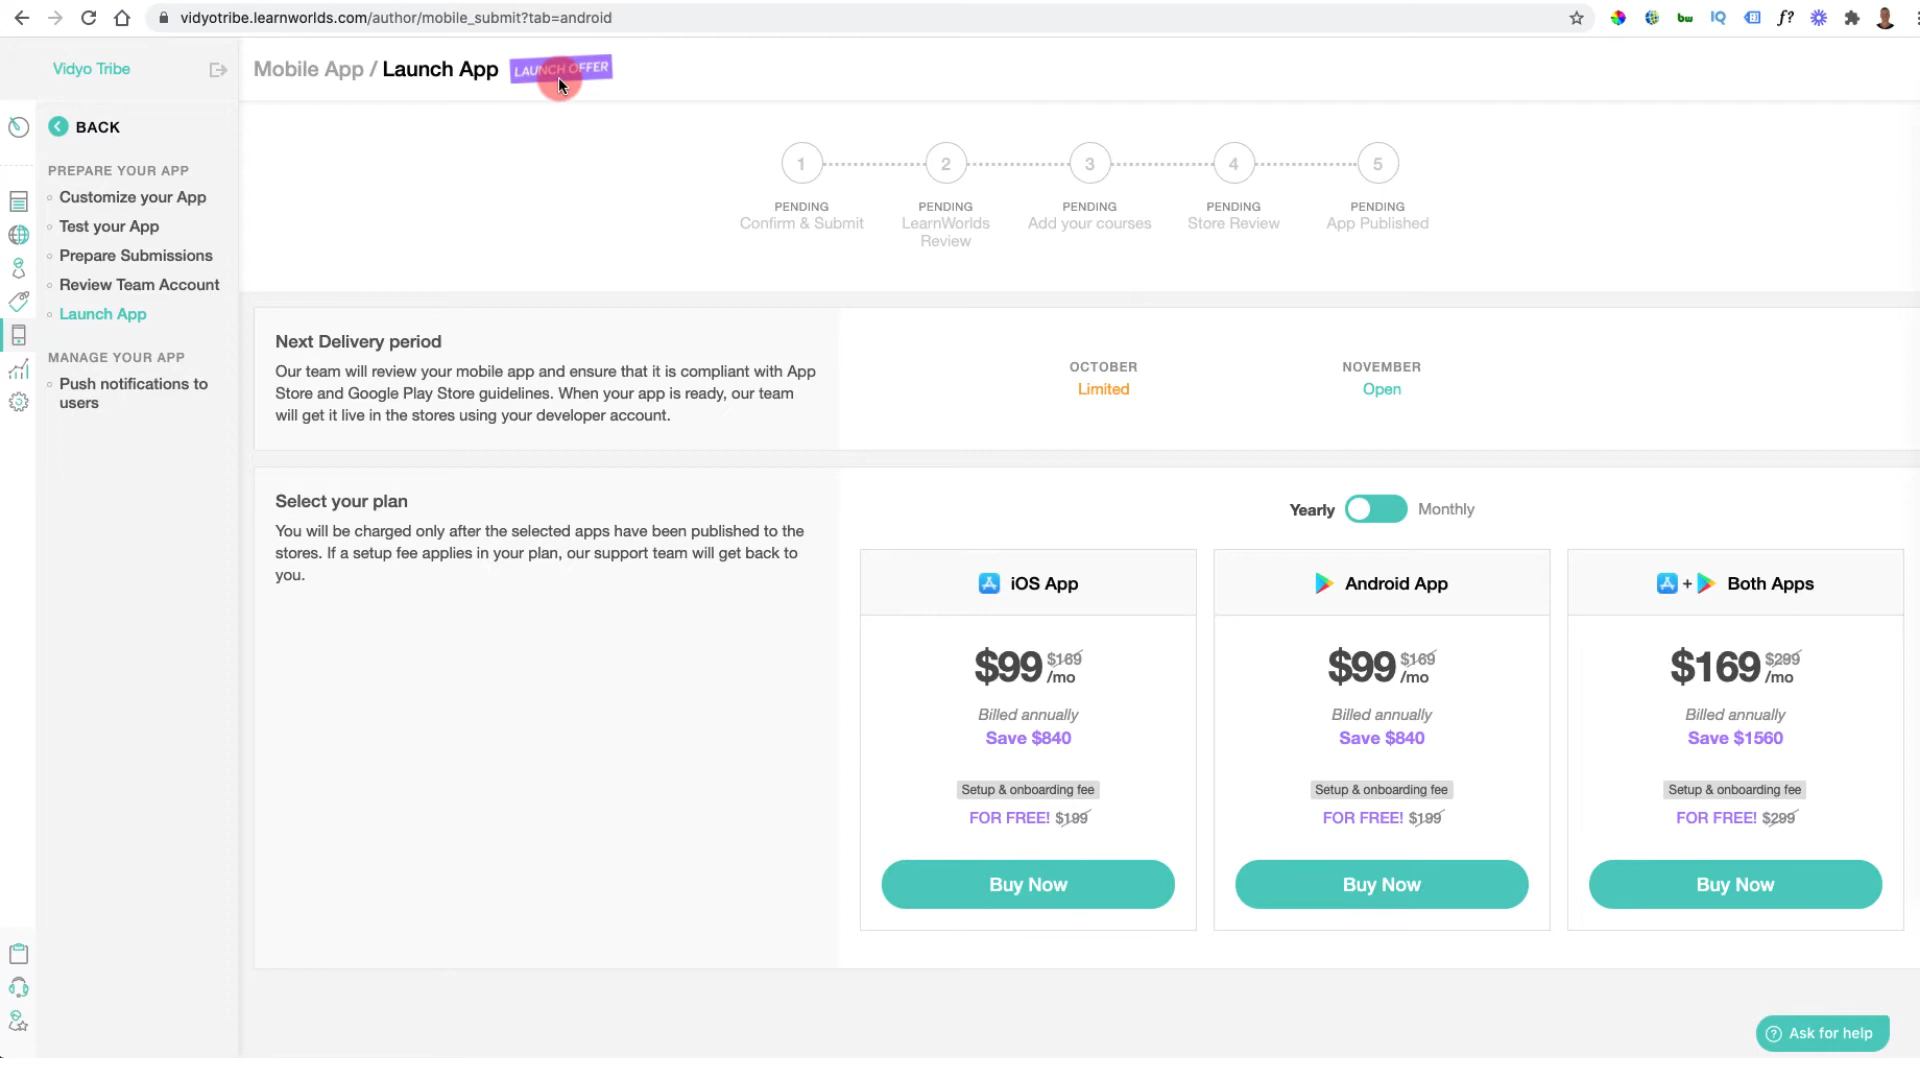 vidyotribe.learnworlds.com/author/mobile_submit?tab=android
Vidyo Tribe
Mobile App / Launch App
LAUNCH OFFER
BACK
PREPARE YOUR APP
Customize your App
Test your App
Prepare Submissions
Review Team Account
Launch App
MANAGE YOUR APP
Push notifications to
users
1
2
3
4
5
PENDING
PENDING
PENDING
PENDING
PENDING
Confirm & Submit
LearnWorlds
Review
Add your courses
Store Review
App Published
Next Delivery period
Our team will review your mobile app and ensure that it is compliant with App
Store and Google Play Store guidelines. When your app is ready, our team
will get it live in the stores using your developer account.
OCTOBER
Limited
NOVEMBER
Open
Select your plan
You will be charged only after the selected apps have been published to the
stores. If a setup fee applies in your plan, our support team will get back to
you.
Yearly
Monthly
iOS App
$99 $169
/mo
Billed annually
Save $840
Setup & onboarding fee
FOR FREE! $199
Buy Now
Android App
$99 $169
/mo
Billed annually
Save $840
Setup & onboarding fee
FOR FREE! $199
Buy Now
+ Both Apps
$169 $299
/mo
Billed annually
Save $1560
Setup & onboarding fee
FOR FREE! $299
Buy Now
Ask for help